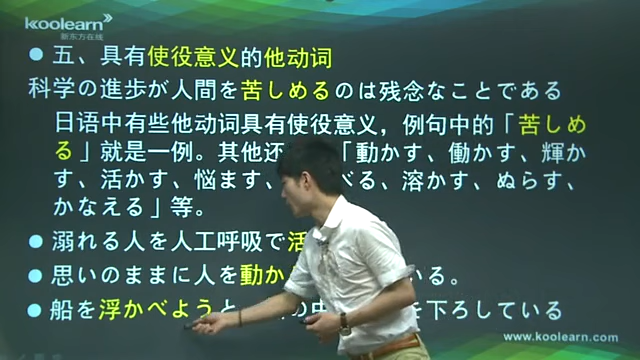 koolearn
新东方在线
● 五、具有使役意义的他动词
科学の進歩が人間を苦しめるのは残念なことである
日语中有些他动词具有使役意义，例句中的「苦しめ
る」就是一例。其他还「動かす、働かす、輝か
す、活かす、悩ます、べる、溶かす、ぬらす、
かなえる」等。
● 溺れる人を人工呼吸で活
● 思いのままに人を動かいる。
● 船を浮かべようとのを下ろしている
www.koolearn.com